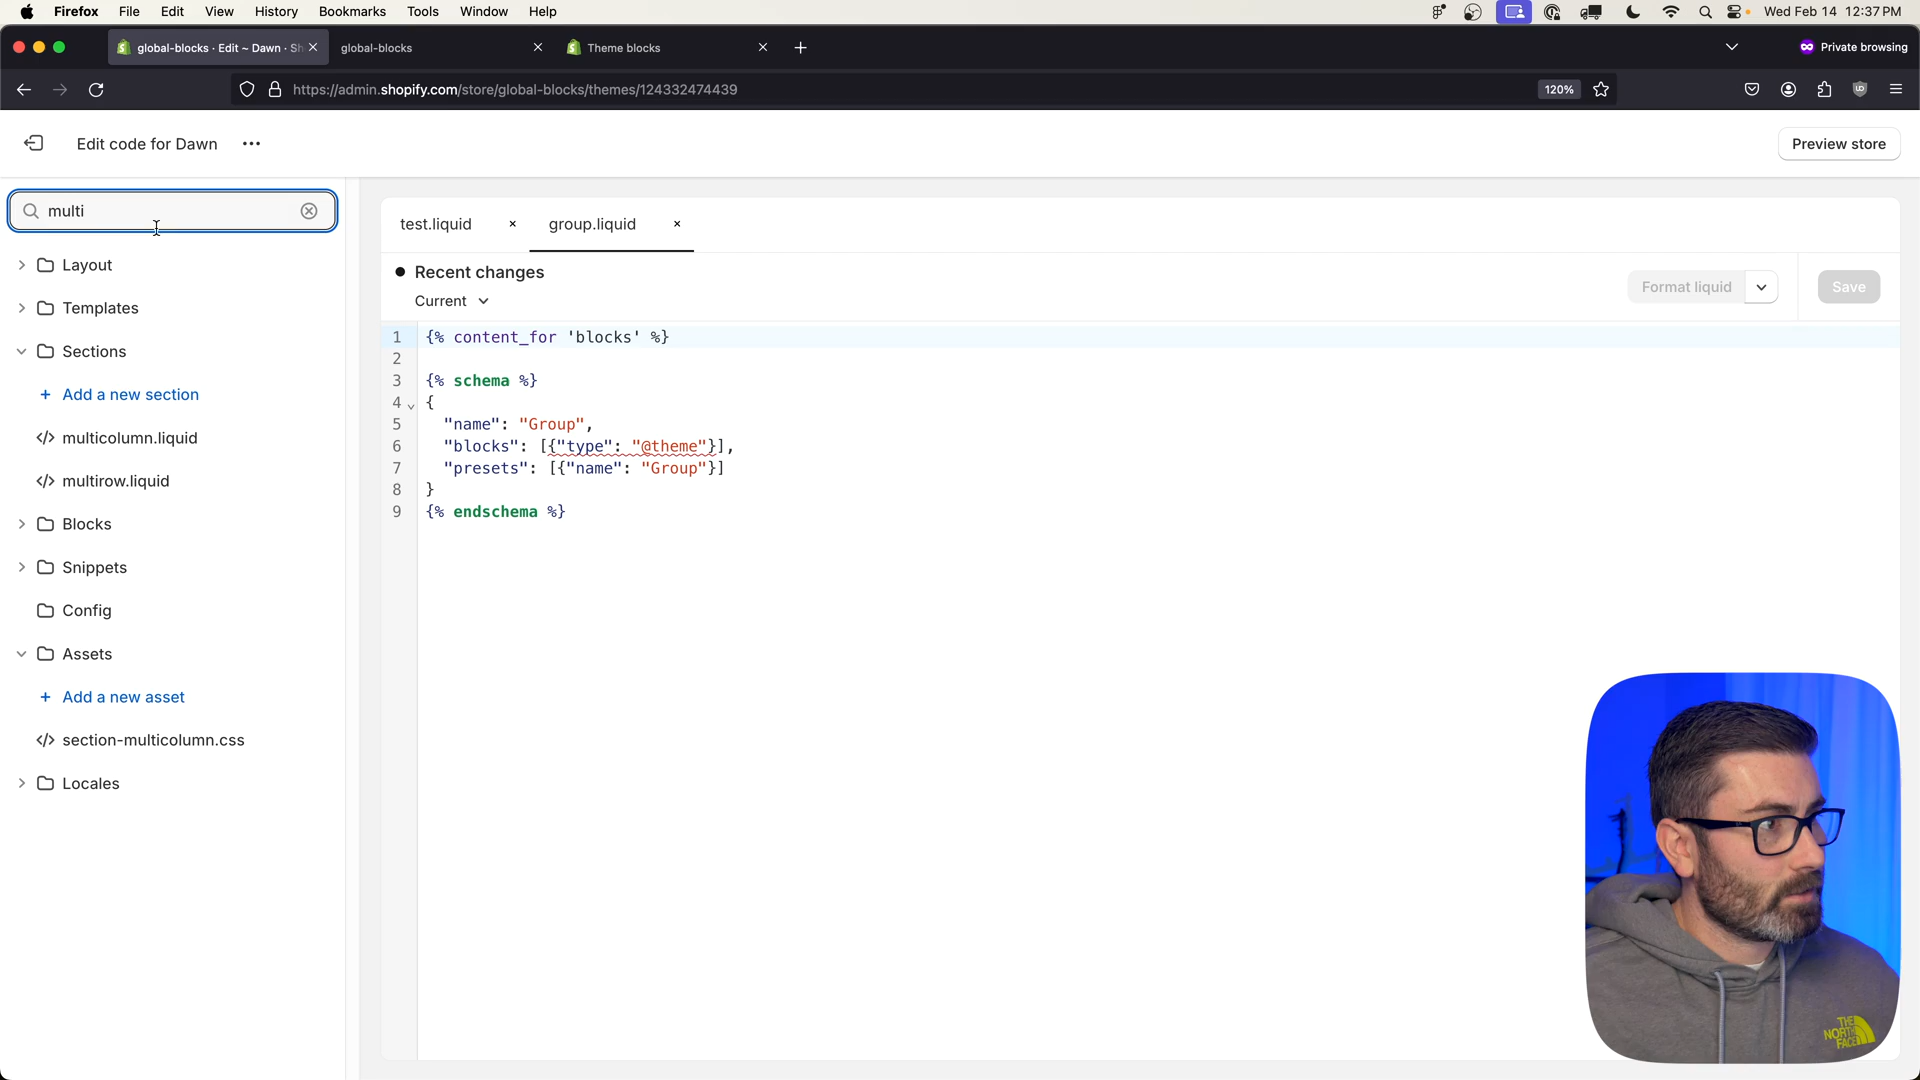 Firefox File Edit View History Bookmarks Tools Window Help Wed Feb 14 12:37 PM
global-blocks · Edit ~ Dawn · Sh global-blocks Theme blocks Private browsing
https://admin.shopify.com/store/global-blocks/themes/124332474439 120%
Edit code for Dawn Preview store
multi
Layout
Templates
Sections
+ Add a new section
multicolumn.liquid
multirow.liquid
Blocks
Snippets
Config
Assets
+ Add a new asset
section-multicolumn.css
Locales
test.liquid group.liquid
Recent changes
Current
Format liquid Save
1 {% content_for 'blocks' %}
2
3 {% schema %}
4 {
5 "name": "Group",
6 "blocks": [{"type": "@theme"}],
7 "presets": [{"name": "Group"}]
8 }
9 {% endschema %}
THE
NORTH
FACE